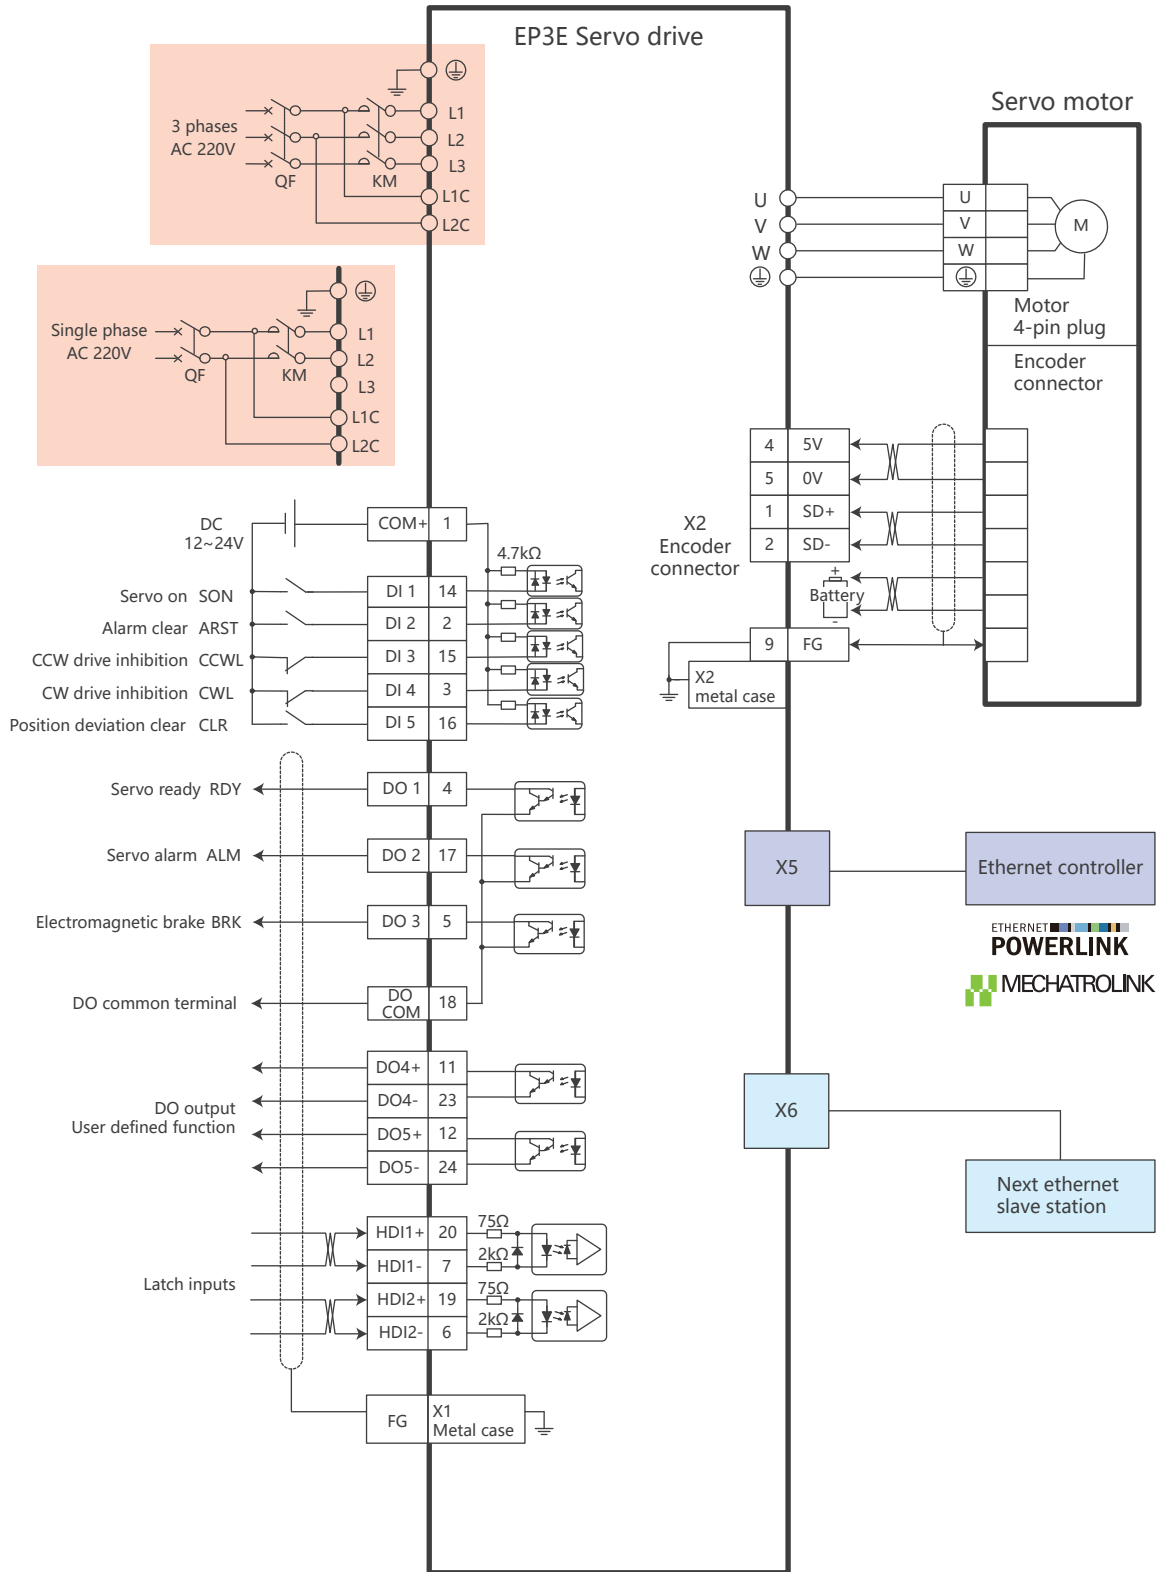 EP3E Servo drive
3 phases
AC 220V
QF
KM
L1
L2
L3
L1C
L2C
Single phase
AC 220V
QF
KM
L1
L2
L3
L1C
L2C
Servo motor
U
V
W
U
V
W
M
Motor
4-pin plug
Encoder
connector
X2
Encoder
connector
4 5V
5 0V
1 SD+
2 SD-
+
Battery
-
9 FG
X2
metal case
DC
12~24V
COM+ 1
4.7kΩ
Servo on SON DI 1 14
Alarm clear ARST DI 2 2
CCW drive inhibition CCWL DI 3 15
CW drive inhibition CWL DI 4 3
Position deviation clear CLR DI 5 16
Servo ready RDY DO 1 4
Servo alarm ALM DO 2 17
Electromagnetic brake BRK DO 3 5
DO common terminal DO COM 18
DO output
User defined function
DO4+ 11
DO4- 23
DO5+ 12
DO5- 24
Latch inputs
HDI1+ 20 75Ω
HDI1- 7 2kΩ
HDI2+ 19 75Ω
HDI2- 6 2kΩ
FG
X1
Metal case
X5
Ethernet controller
ETHERNET
POWERLINK
MECHATROLINK
X6
Next ethernet
slave station